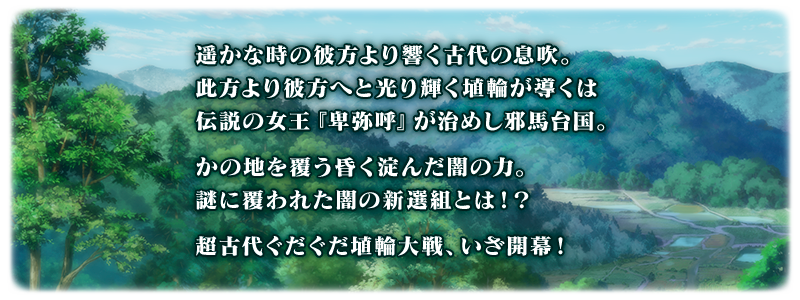 遥かな時の彼方より響く古代の息吹。
此方より彼方へと光り輝く埴輪が導くは
伝説の女王『卑弥呼』が治めし邪馬台国。
かの地を覆う昏く淀んだ闇の力。
謎に覆われた闇の新選組とは！？
超古代ぐだぐだ埴輪大戦、いざ開幕！